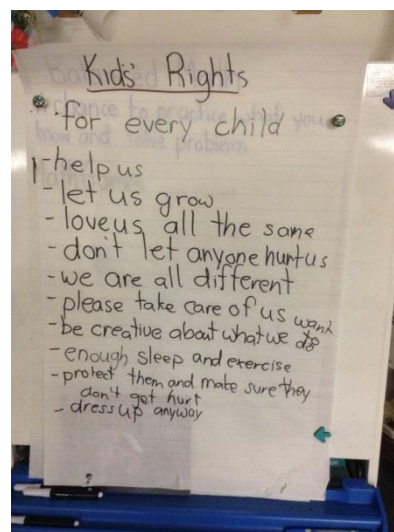 Kids' Rights
for every child
- help us
- let us grow
- love us all the same
- don't let anyone hurt us
- we are all different
- please take care of us
- be creative about what we want
to
- enough sleep and exercise
- protect them and make sure they
don't get hurt
- dress up anyway